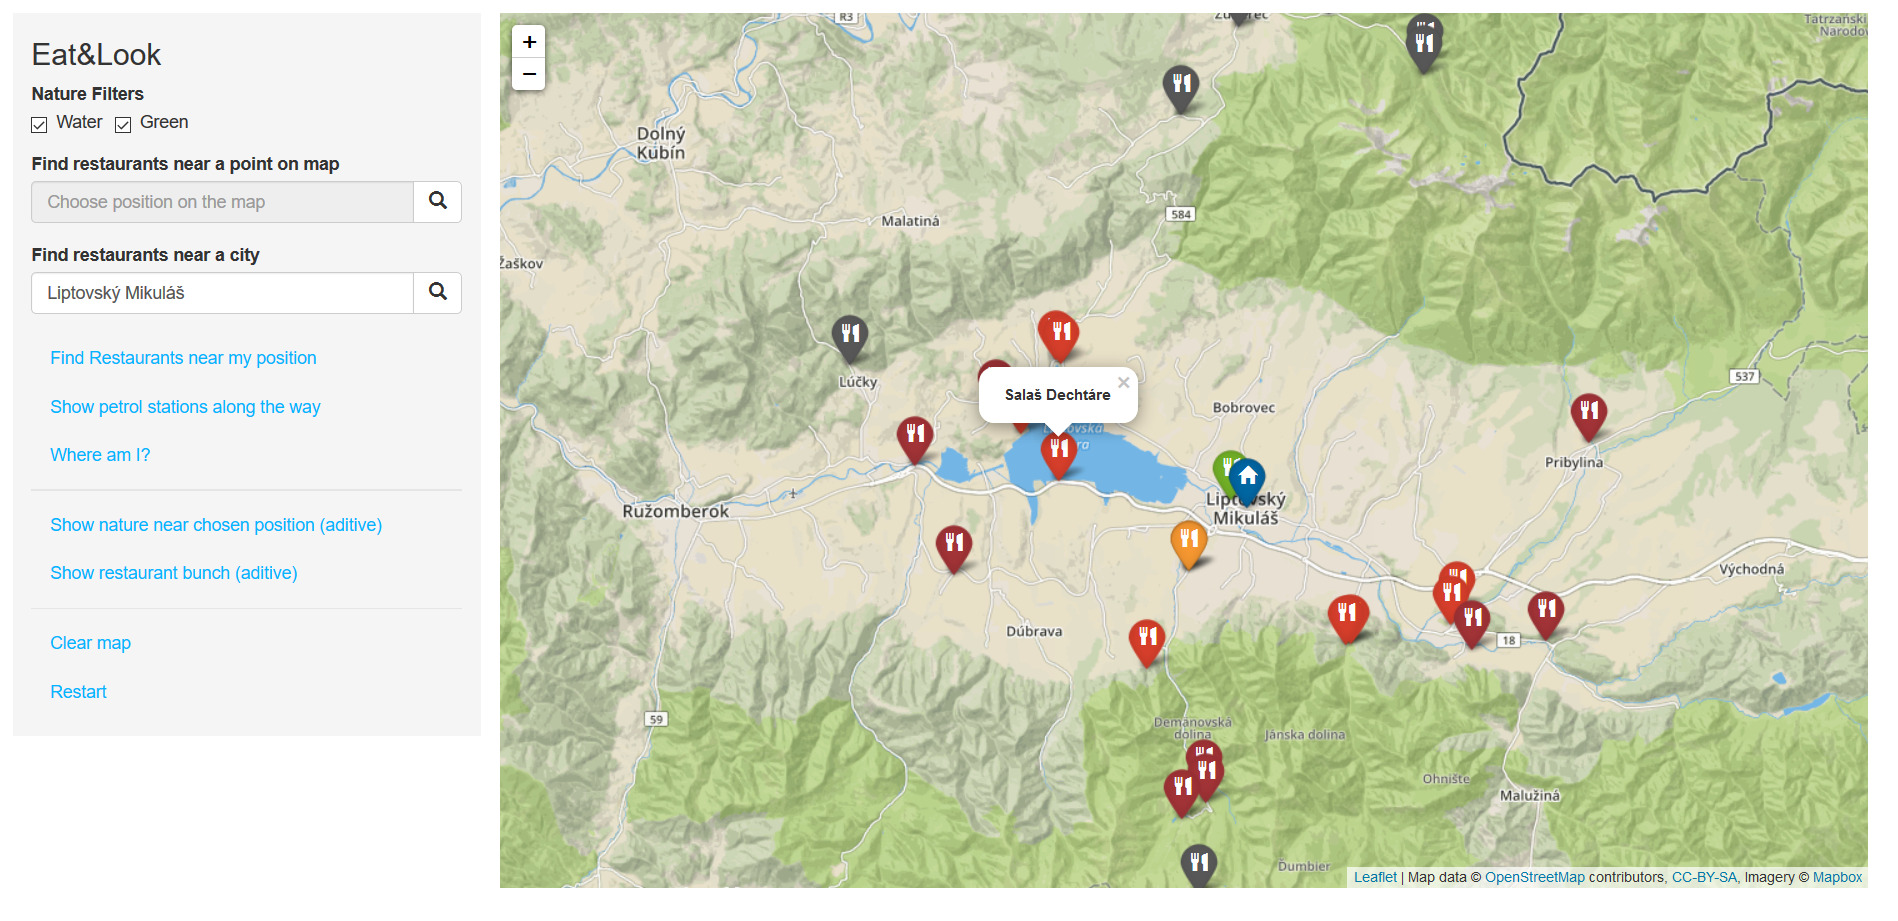 Eat&Look
Nature Filters
Water Green
Find restaurants near a point on map
Choose position on the map
Find restaurants near a city
Liptovský Mikuláš
Find Restaurants near my position
Show petrol stations along the way
Where am I?
Show nature near chosen position (aditive)
Show restaurant bunch (aditive)
Clear map
Restart
+
−
R3
Tatranský
Narodov
Dolný
Kubín
584
Malatiná
Žaškov
Lúčky
537
Salaš Dechtáre
×
Bobrovec
Pribylina
Liptovský
Mikuláš
Ružomberok
Východná
Dúbrava
18
59
Demänovská
dolina
Jánska dolina
Ohnište
Malužiná
Ďumbier
Leaflet | Map data © OpenStreetMap contributors, CC-BY-SA, Imagery © Mapbox